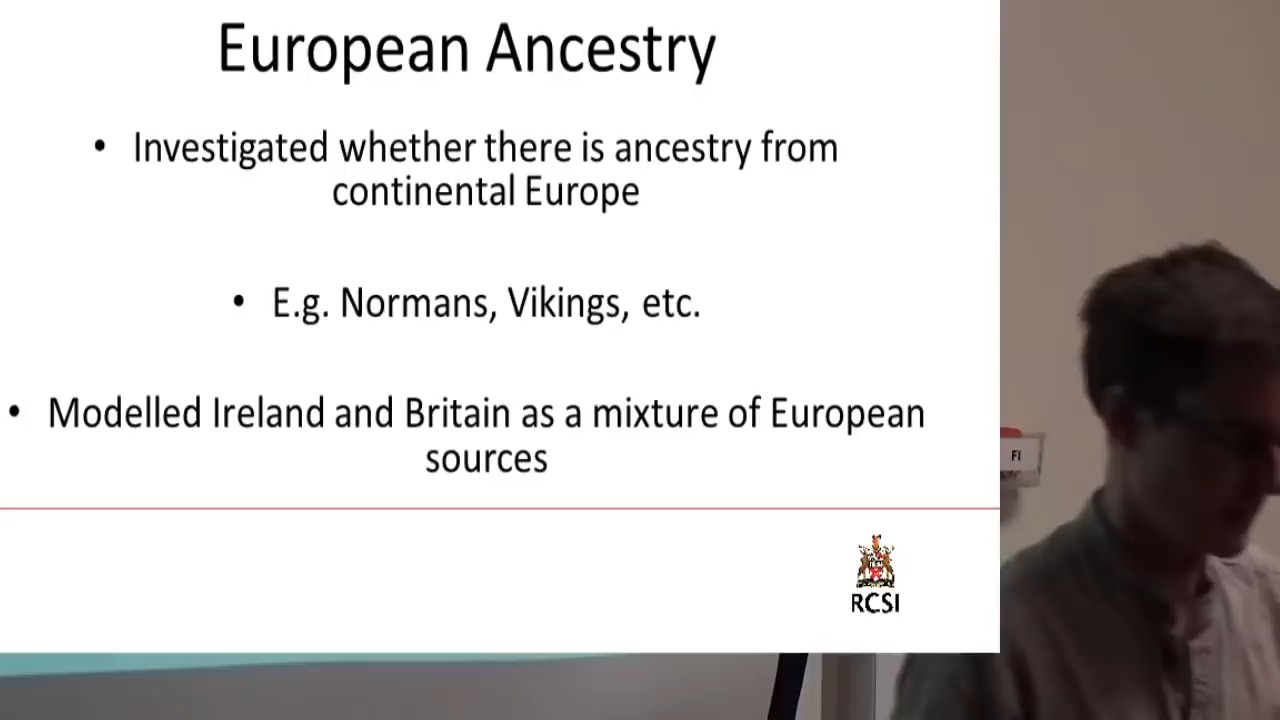 European Ancestry
• Investigated whether there is ancestry from
continental Europe
• E.g. Normans, Vikings, etc.
• Modelled Ireland and Britain as a mixture of European
sources
FI
RCSI